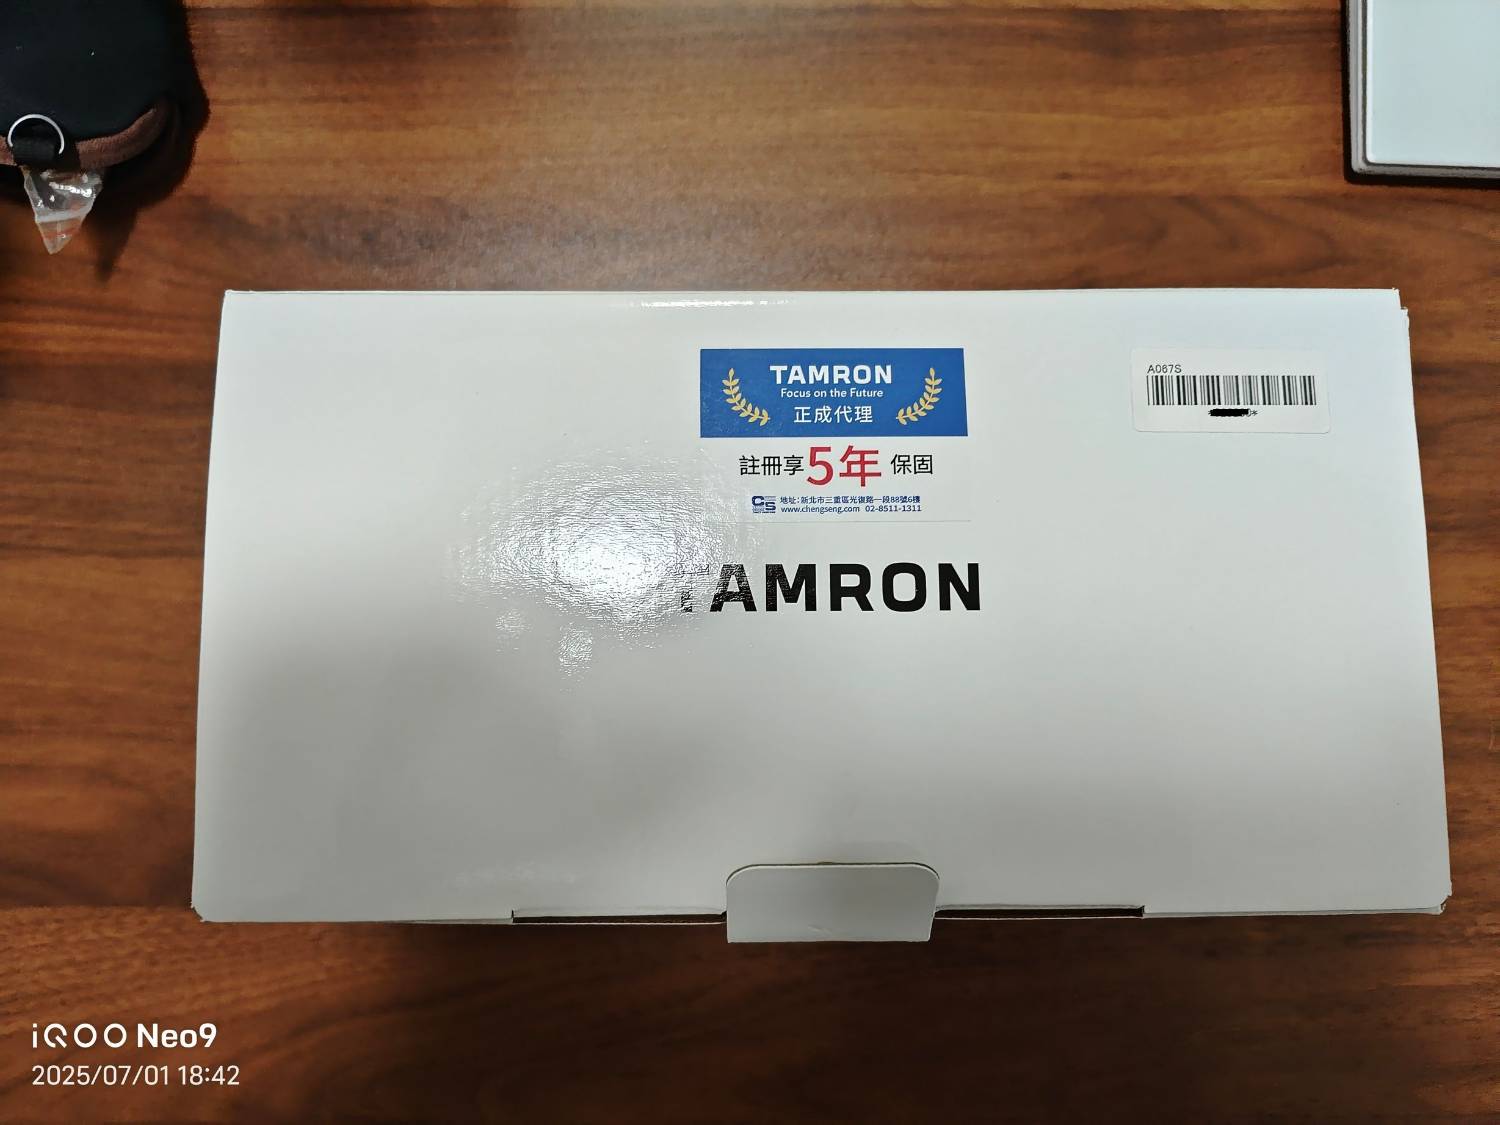 TAMRON
Focus on the Future
正成代理
註冊享5年 保固
CS 地址:新北市三重區光復路一段88號6樓
www.chengseng.com 02-8511-1311
A067S
TAMRON
iQOO Neo9
2025/07/01 18:42